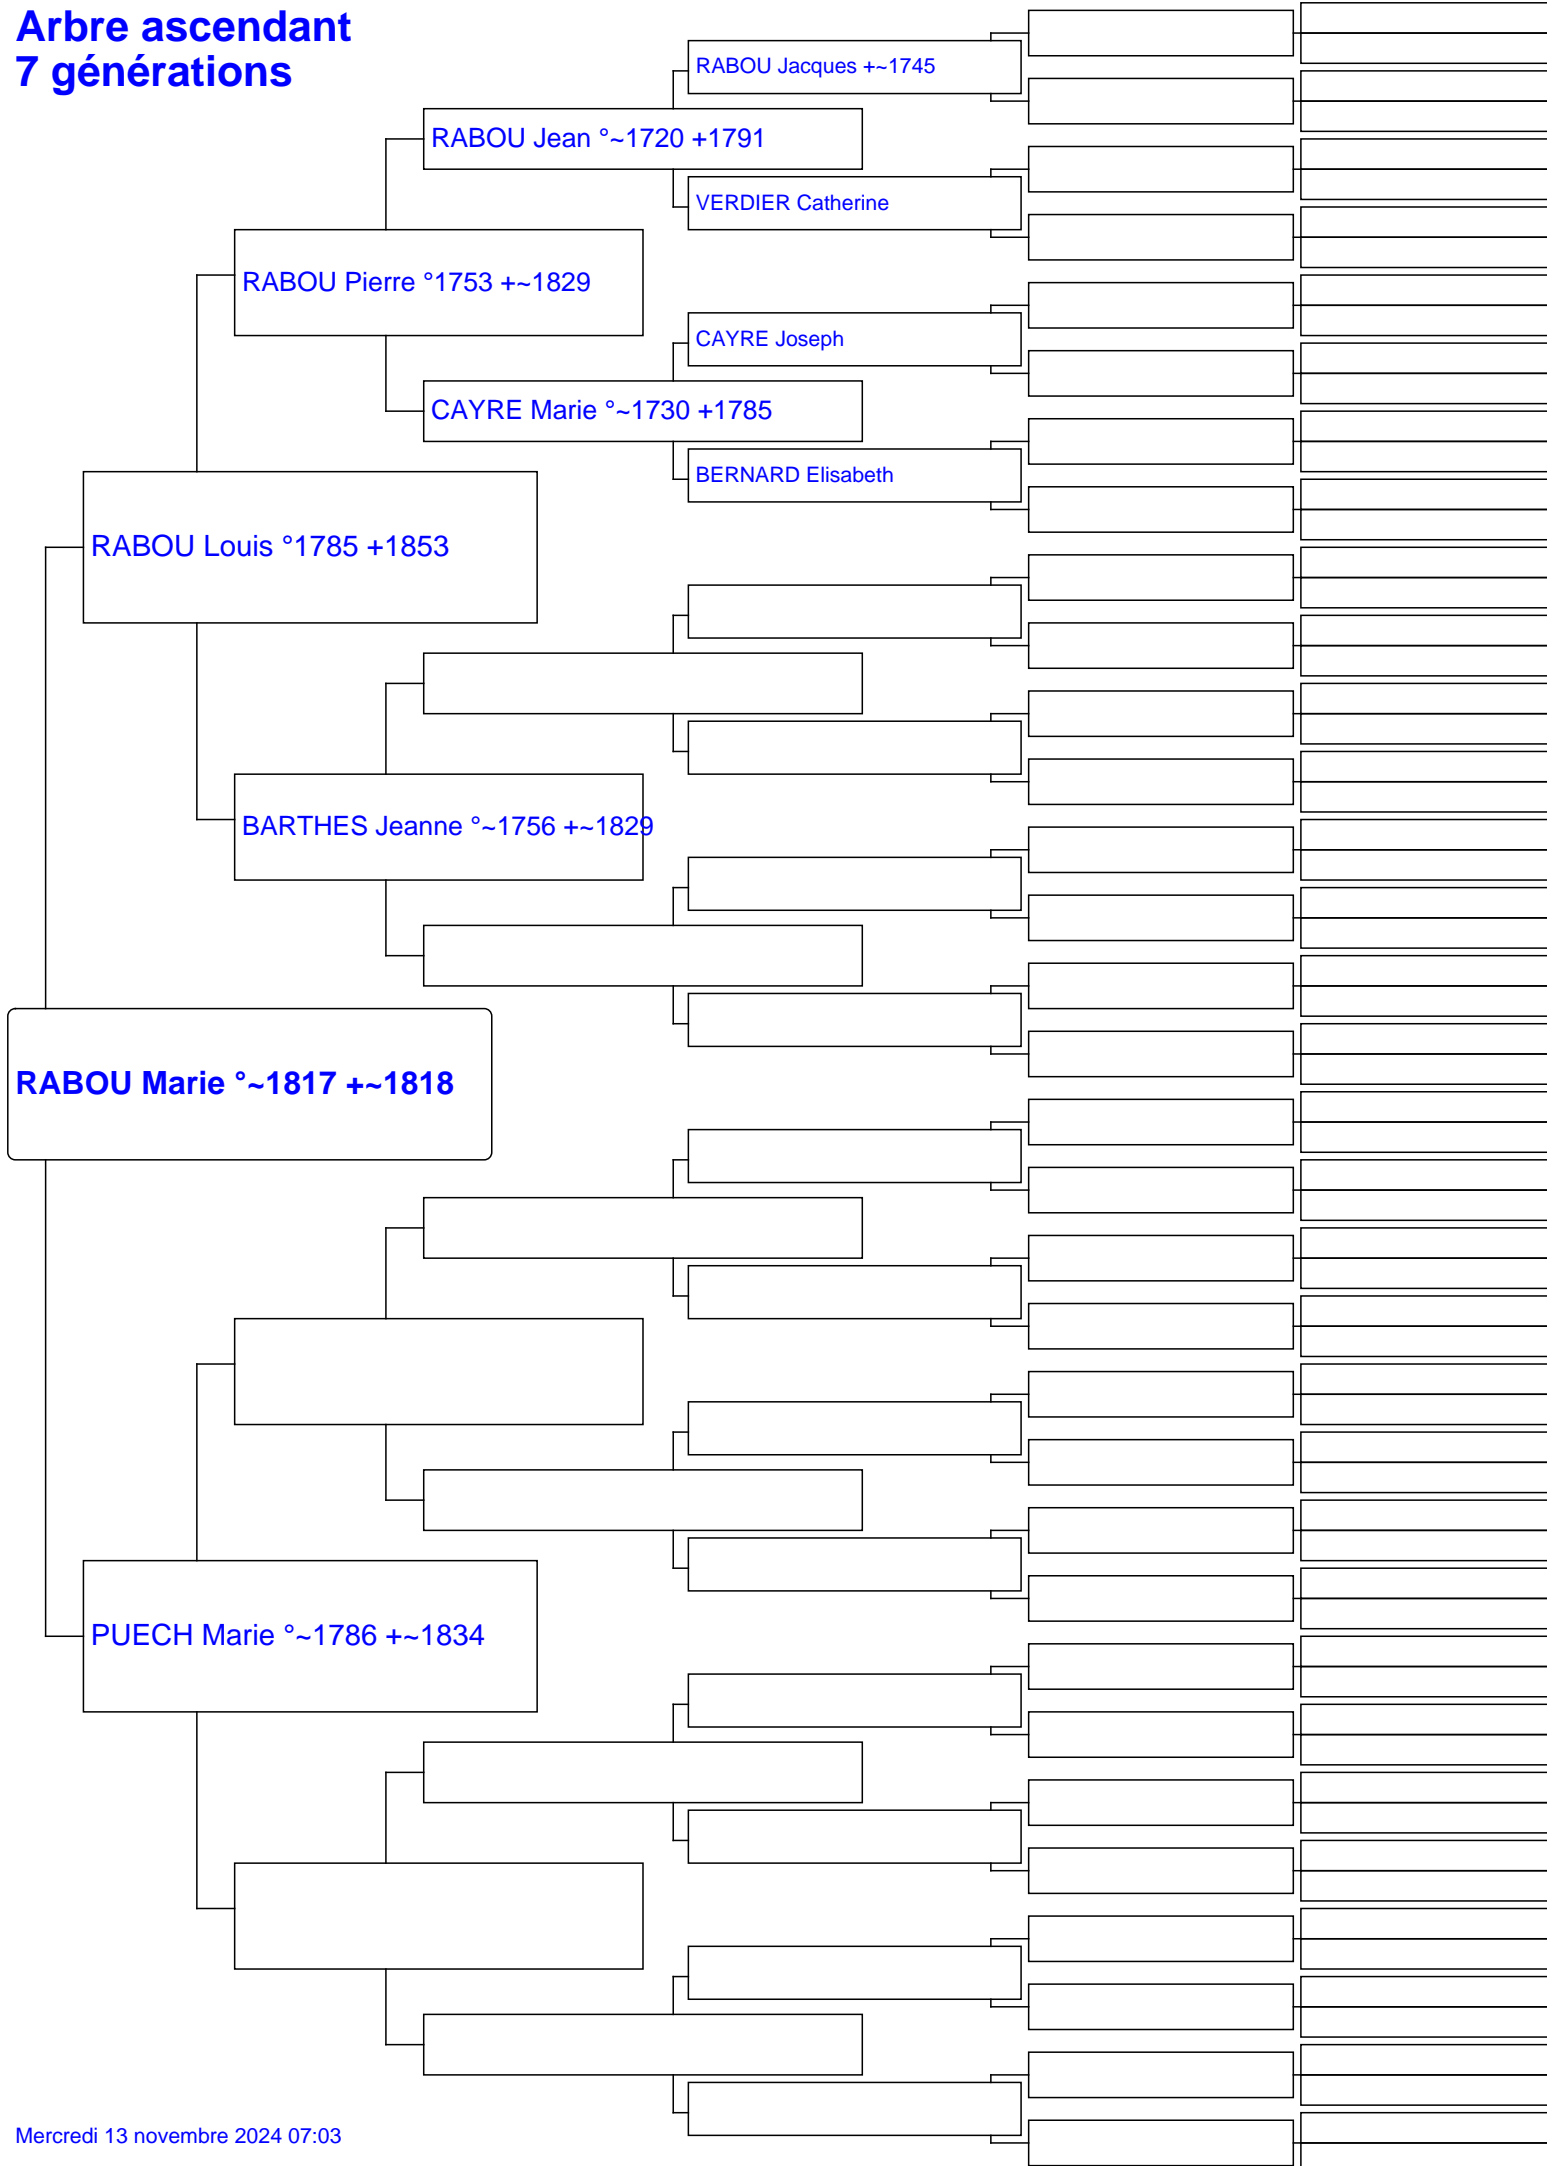 Arbre ascendant
7 générations
RABOU Jacques +~1745
RABOU Jean °~1720 +1791
VERDIER Catherine
RABOU Pierre °1753 +~1829
CAYRE Joseph
CAYRE Marie °~1730 +1785
BERNARD Elisabeth
RABOU Louis °1785 +1853
BARTHES Jeanne °~1756 +~1829
RABOU Marie °~1817 +~1818
PUECH Marie °~1786 +~1834
Mercredi 13 novembre 2024 07:03